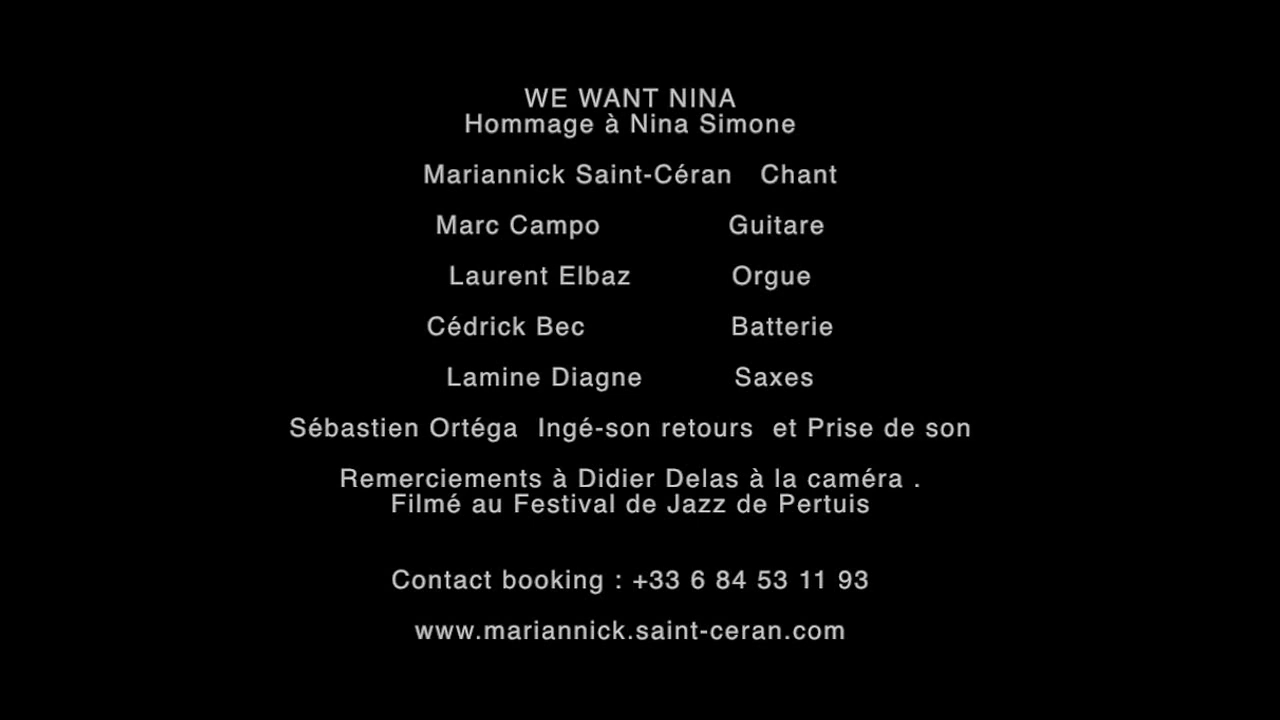 WE WANT NINA
Hommage à Nina Simone
Mariannick Saint-Céran Chant
Marc Campo Guitare
Laurent Elbaz Orgue
Cédrick Bec Batterie
Lamine Diagne Saxes
Sébastien Ortéga Ingé-son retours et Prise de son
Remerciements à Didier Delas à la caméra .
Filmé au Festival de Jazz de Pertuis
Contact booking : +33 6 84 53 11 93
www.mariannick.saint-ceran.com